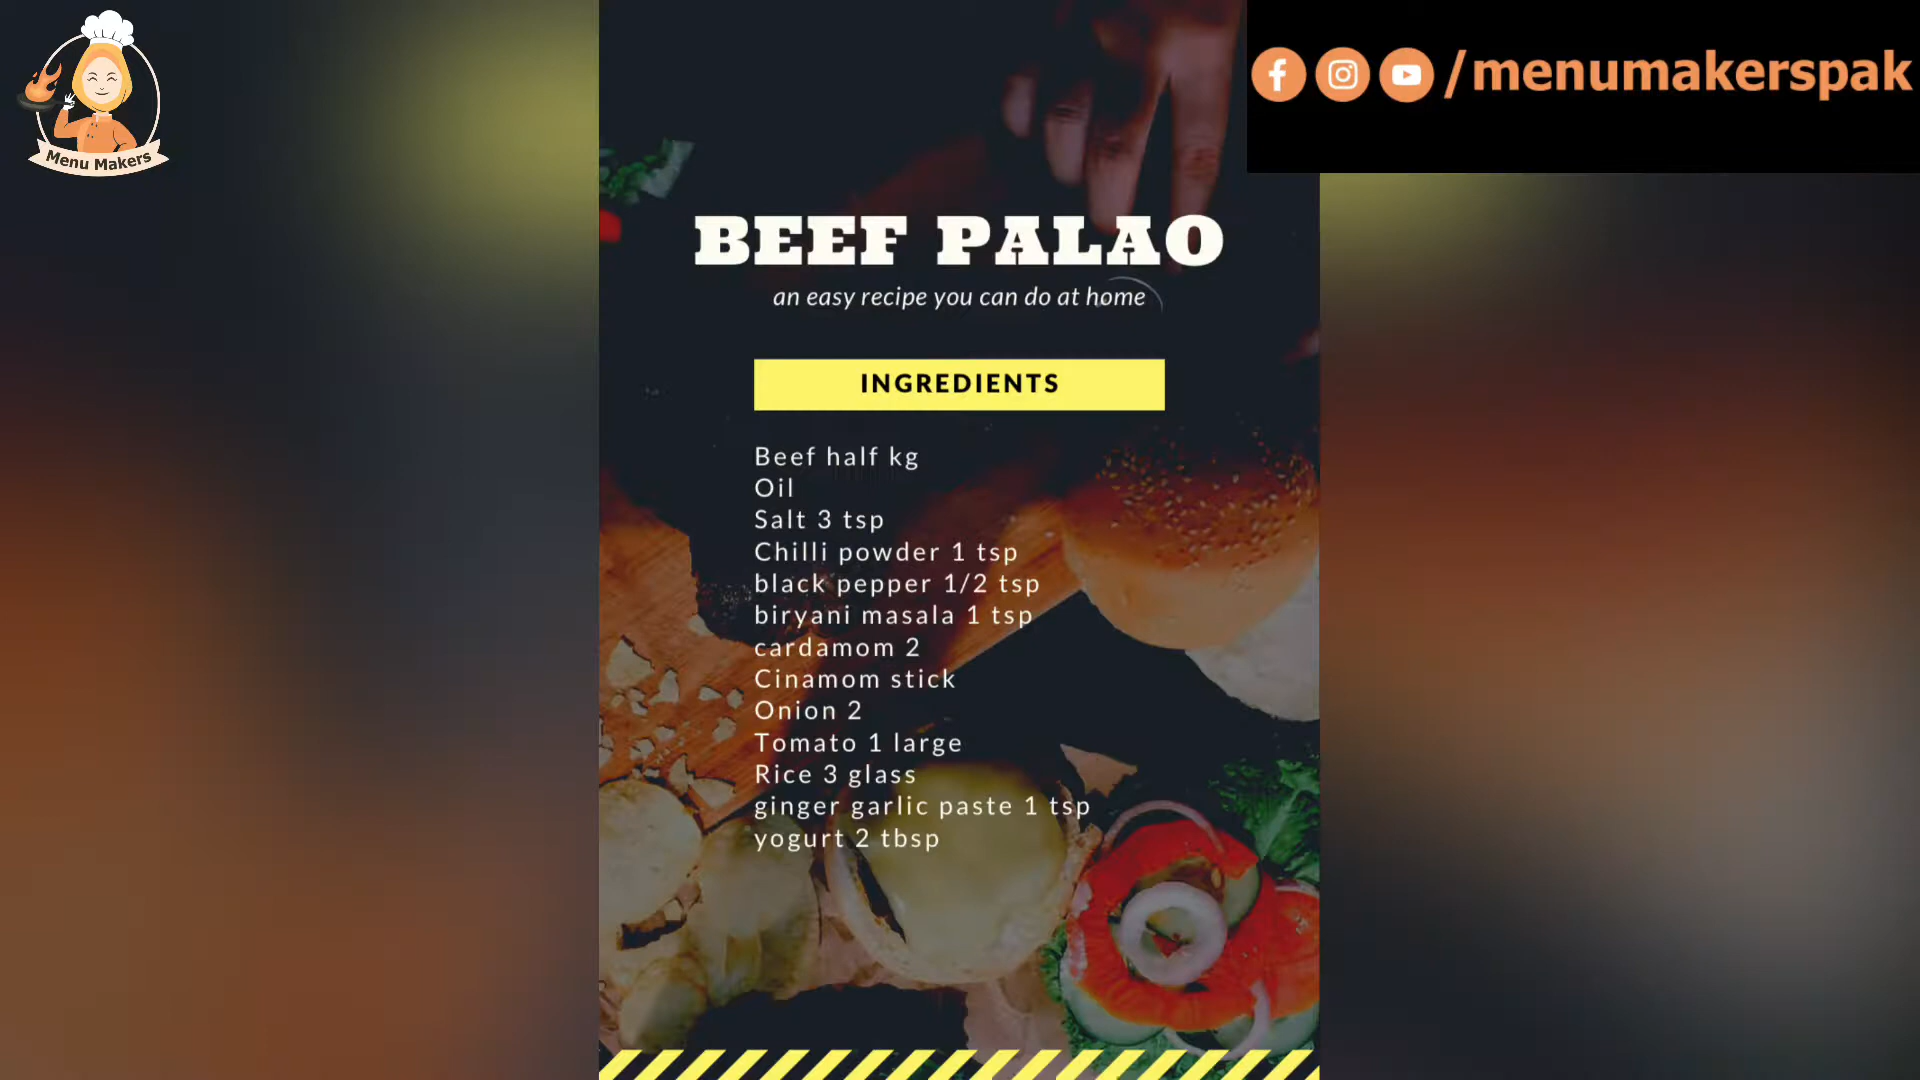 Menu Makers
/menumakerspak
BEEF PALAO
an easy recipe you can do at home
INGREDIENTS
Beef half kg
Oil
Salt 3 tsp
Chilli powder 1 tsp
black pepper 1/2 tsp
biryani masala 1 tsp
cardamom 2
Cinamom stick
Onion 2
Tomato 1 large
Rice 3 glass
ginger garlic paste 1 tsp
yogurt 2 tbsp